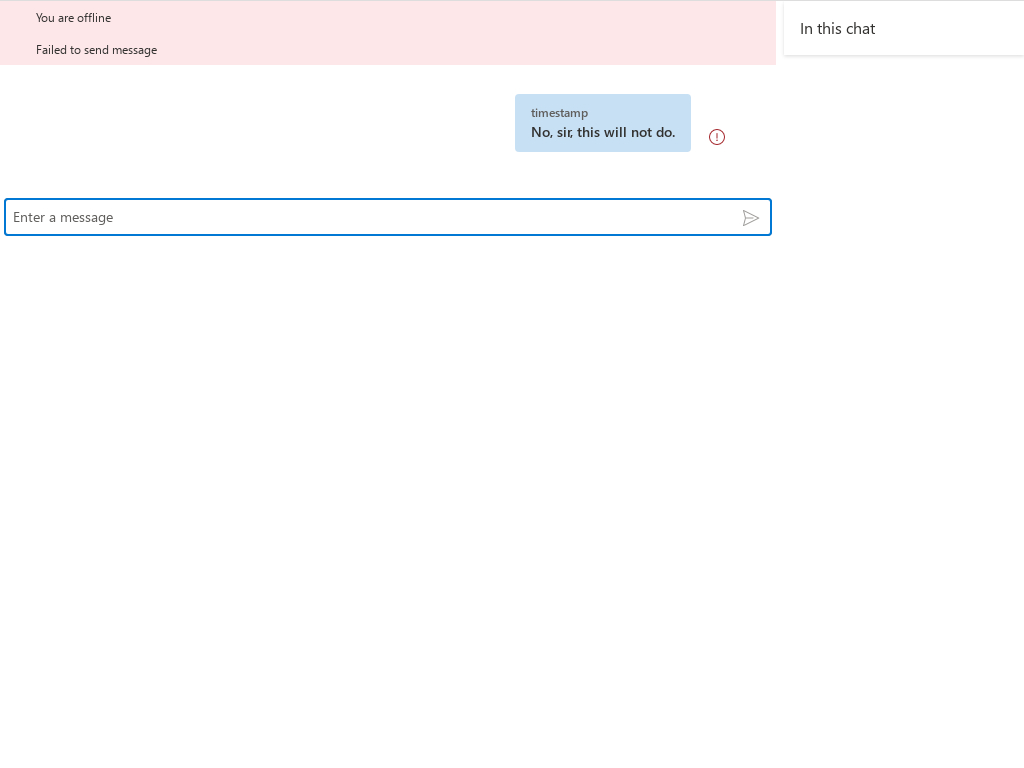 You are offline
Failed to send message
In this chat
timestamp
No, sir, this will not do.
Enter a message